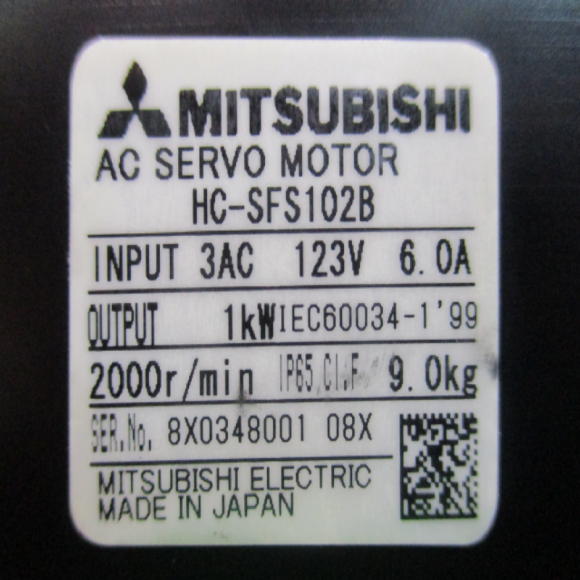 MITSUBISHI
AC SERVO MOTOR
HC-SFS102B
INPUT 3AC 123V 6.0A
OUTPUT 1kW IEC60034-1'99
2000r/min IP65 Cl.F 9.0kg
SER.No. 8X0348001 08X
MITSUBISHI ELECTRIC
MADE IN JAPAN